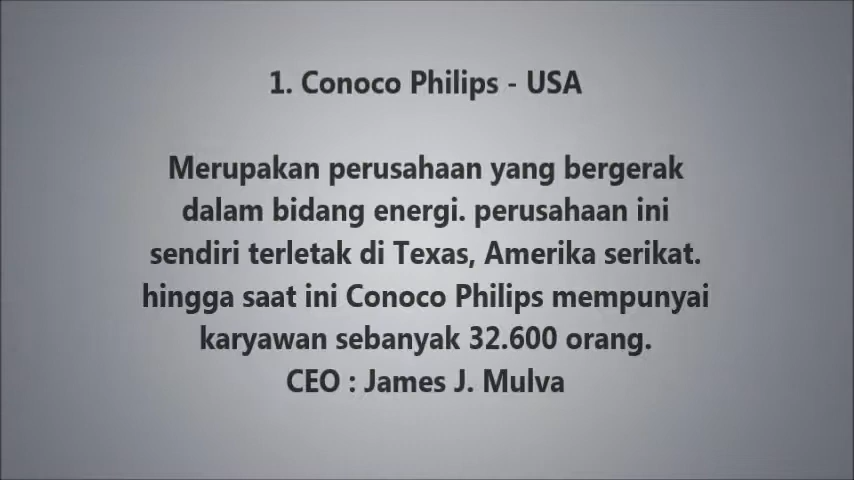 1. Conoco Philips - USA
Merupakan perusahaan yang bergerak
dalam bidang energi. perusahaan ini
sendiri terletak di Texas, Amerika serikat.
hingga saat ini Conoco Philips mempunyai
karyawan sebanyak 32.600 orang.
CEO : James J. Mulva